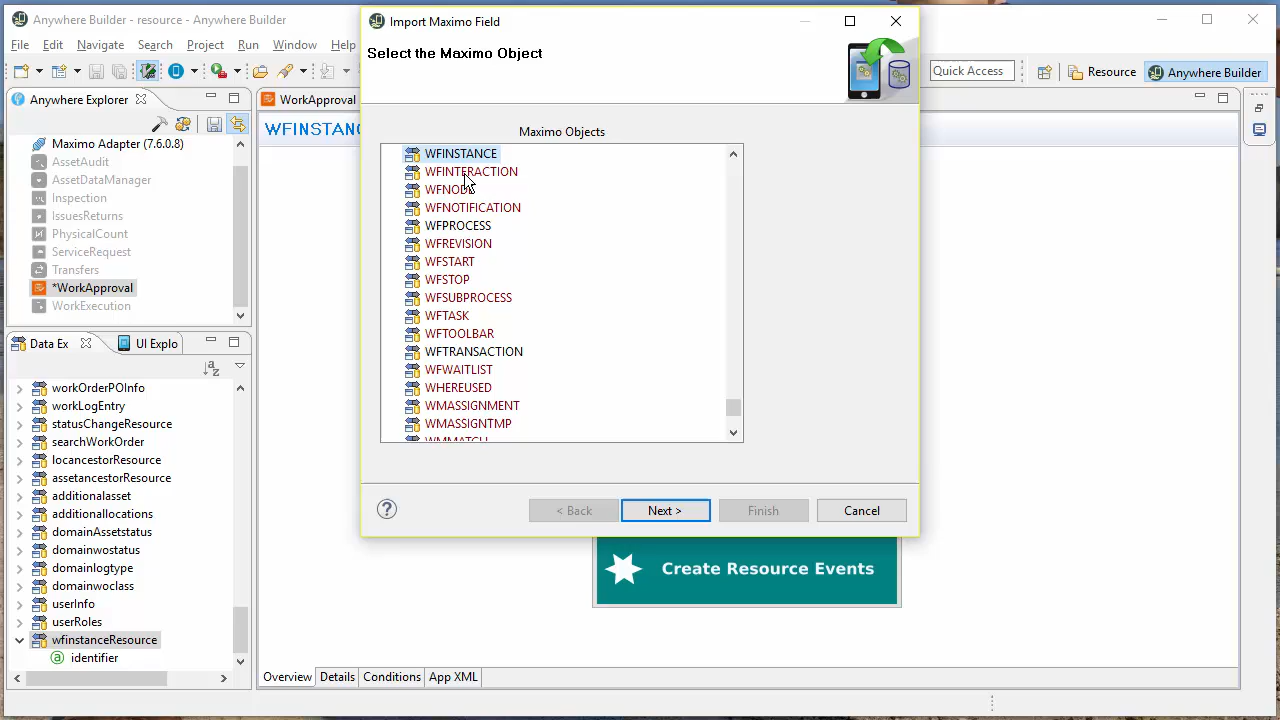 Anywhere Builder - resource - Anywhere Builder
File Edit Navigate Search Project Run Window Help
Quick Access
Resource
Anywhere Builder
Anywhere Explorer
Maximo Adapter (7.6.0.8)
AssetAudit
AssetDataManager
Inspection
IssuesReturns
PhysicalCount
ServiceRequest
Transfers
*WorkApproval
WorkExecution
Data Ex
UI Explo
workOrderPOInfo
workLogEntry
statusChangeResource
searchWorkOrder
locancestorResource
assetancestorResource
additionalasset
additionallocations
domainAssetstatus
domainwostatus
domainlogtype
domainwoclass
userInfo
userRoles
wfinstanceResource
identifier
WorkApproval
WFINSTANC
Import Maximo Field
Select the Maximo Object
Maximo Objects
WFINSTANCE
WFINTERACTION
WFNODE
WFNOTIFICATION
WFPROCESS
WFREVISION
WFSTART
WFSTOP
WFSUBPROCESS
WFTASK
WFTOOLBAR
WFTRANSACTION
WFWAITLIST
WHEREUSED
WMASSIGNMENT
WMASSIGNTMP
WMMATCH
< Back
Next >
Finish
Cancel
Create Resource Events
Overview Details Conditions App XML